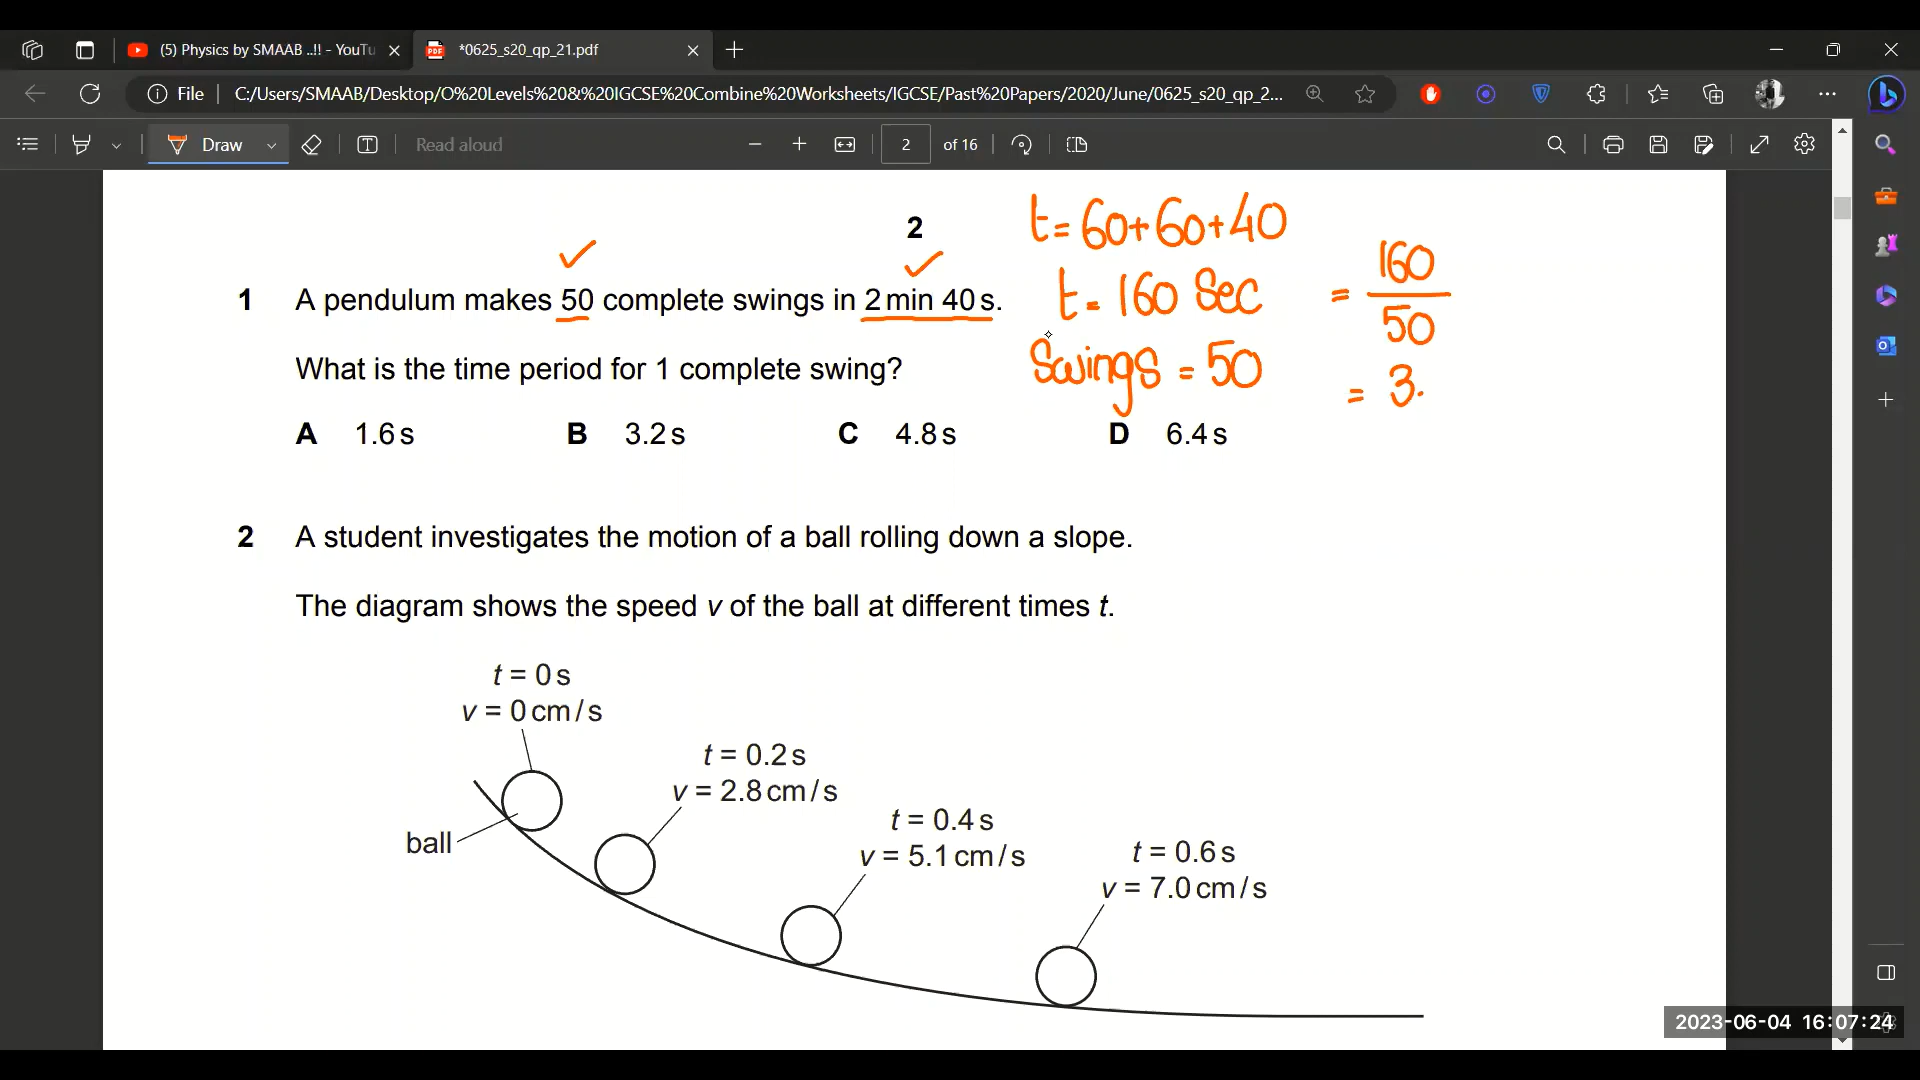 (5) Physics by SMAAB ..!! - YouTu
*0625_s20_qp_21.pdf
File
C:/Users/SMAAB/Desktop/O%20Levels%20&%20IGCSE%20Combine%20Worksheets/IGCSE/Past%20Papers/2020/June/0625_s20_qp_2...
Draw
Read aloud
2 of 16
2
t= 60+60+40
1 A pendulum makes 50 complete swings in 2 min 40 s.
t= 160 Sec
= 160
50
What is the time period for 1 complete swing?
Swings = 50
= 3.
A 1.6 s B 3.2 s C 4.8 s D 6.4 s
2 A student investigates the motion of a ball rolling down a slope.
The diagram shows the speed v of the ball at different times t.
t = 0 s
v = 0 cm / s
t = 0.2 s
v = 2.8 cm / s
t = 0.4 s
v = 5.1 cm / s
t = 0.6 s
v = 7.0 cm / s
ball
2023-06-04 16:07:24